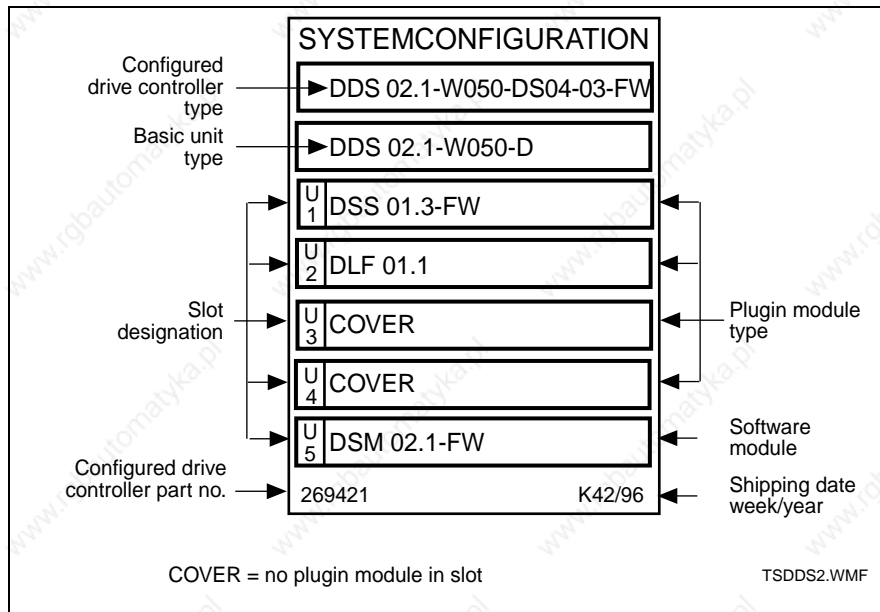 SYSTEMCONFIGURATION
Configured
drive controller
type
DDS 02.1-W050-DS04-03-FW
Basic unit
type
DDS 02.1-W050-D
U
1
DSS 01.3-FW
U
2
DLF 01.1
Slot
designation
U
3
COVER
Plugin module
type
U
4
COVER
U
5
DSM 02.1-FW
Software
module
Configured drive
controller part no.
269421
K42/96
Shipping date
week/year
COVER = no plugin module in slot
TSDDS2.WMF
www.rgbautomatyka.pl